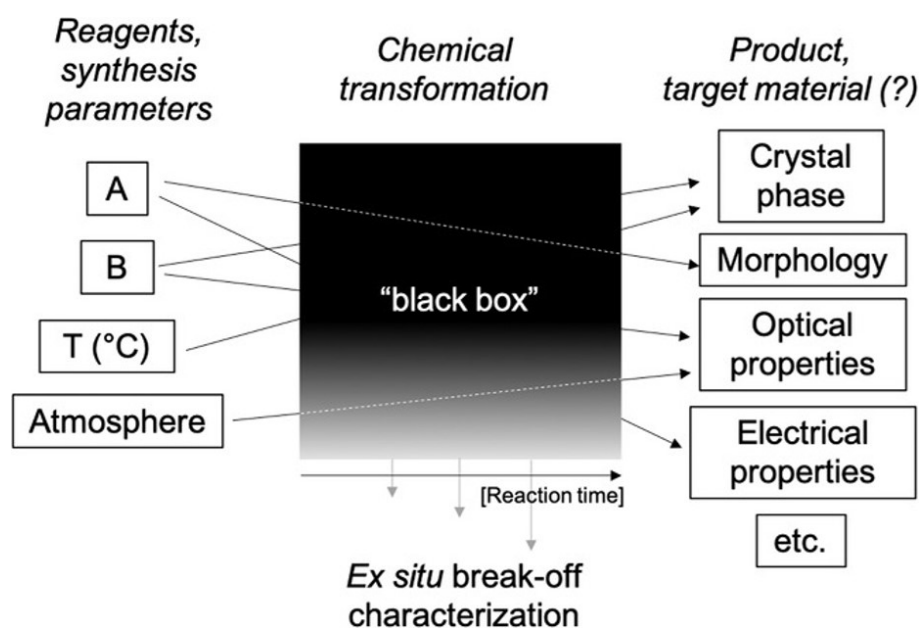 Reagents,
synthesis
parameters
Chemical
transformation
Product,
target material (?)
A
B
T (°C)
Atmosphere
"black box"
Crystal
phase
Morphology
Optical
properties
Electrical
properties
etc.
[Reaction time]
Ex situ break-off
characterization